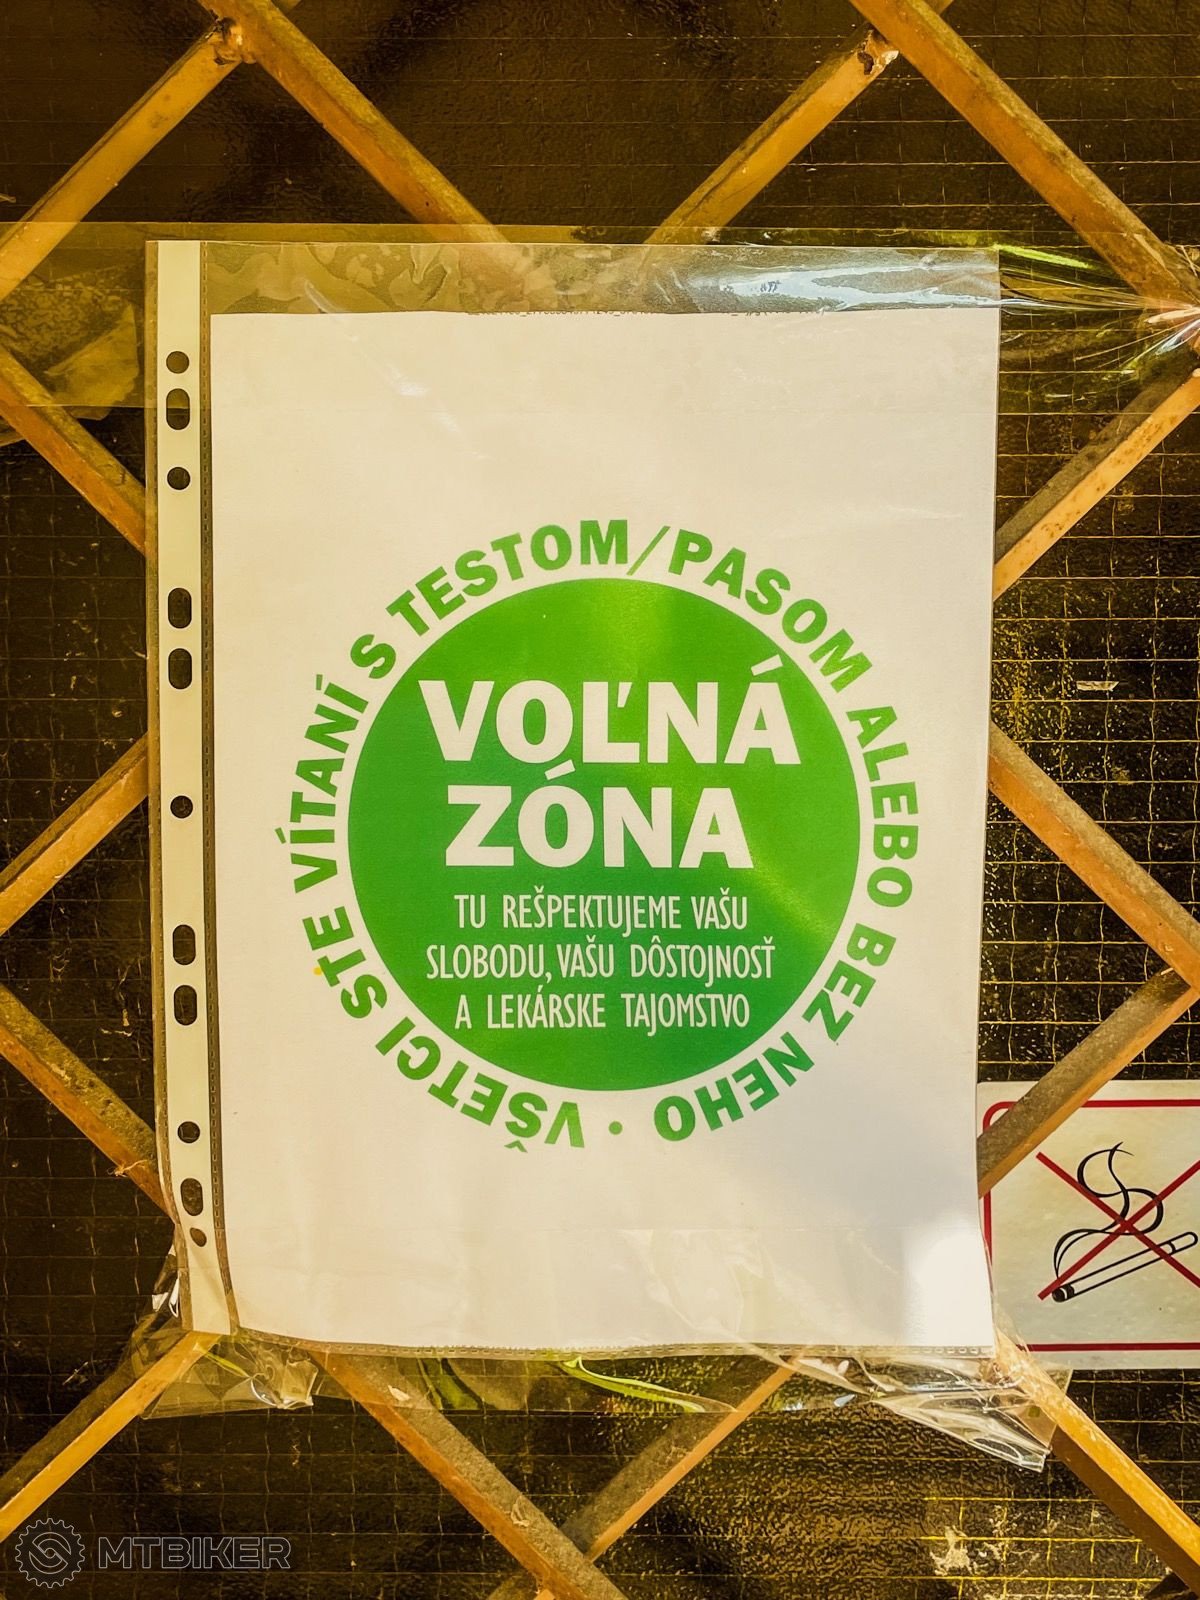 VŠETCI STE VÍTANÍ S TESTOM/PASOM ALEBO BEZ NEHO •
VOĽNÁ
ZÓNA
TU REŠPEKTUJEME VAŠU
SLOBODU, VAŠU DÔSTOJNOSŤ
A LEKÁRSKE TAJOMSTVO
MTBIKER